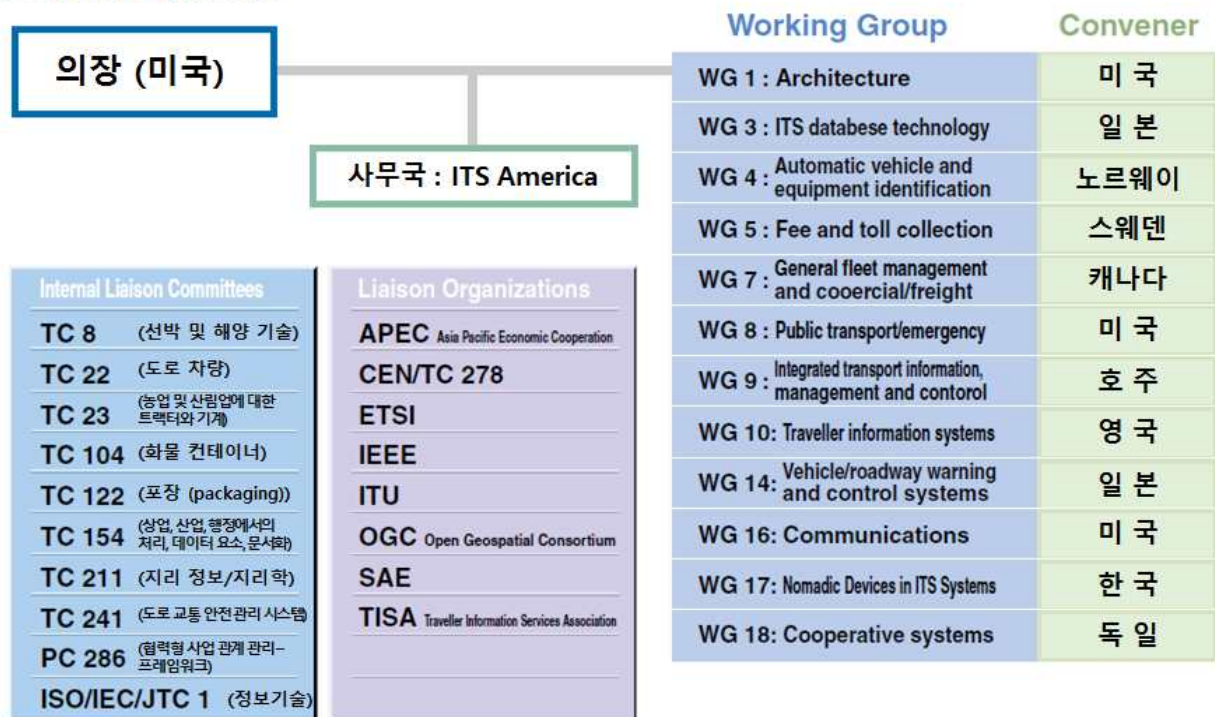 의장 (미국)
사무국 : ITS America
Working Group
Convener
WG 1 : Architecture
미 국
WG 3 : ITS databese technology
일 본
WG 4 : Automatic vehicle and
equipment identification
노르웨이
WG 5 : Fee and toll collection
스웨덴
WG 7 : General fleet management
and cooercial/freight
캐나다
WG 8 : Public transport/emergency
미 국
WG 9 : Integrated transport information,
management and contorol
호 주
WG 10: Traveller information systems
영 국
WG 14: Vehicle/roadway warning
and control systems
일 본
WG 16: Communications
미 국
WG 17: Nomadic Devices in ITS Systems
한 국
WG 18: Cooperative systems
독 일
Internal Liaison Committees
TC 8 (선박 및 해양 기술)
TC 22 (도로 차량)
TC 23 (농업 및 산림업에 대한
트랙터와 기계)
TC 104 (화물 컨테이너)
TC 122 (포장 (packaging))
TC 154 (상업, 산업, 행정에서의
처리, 데이터 요소, 문서화)
TC 211 (지리 정보/지리학)
TC 241 (도로 교통 안전 관리 시스템)
PC 286 (협력형 사업 관계 관리–
프레임워크)
ISO/IEC/JTC 1 (정보기술)
Liaison Organizations
APEC Asia Pacific Economic Cooperation
CEN/TC 278
ETSI
IEEE
ITU
OGC Open Geospatial Consortium
SAE
TISA Traveller Information Services Association